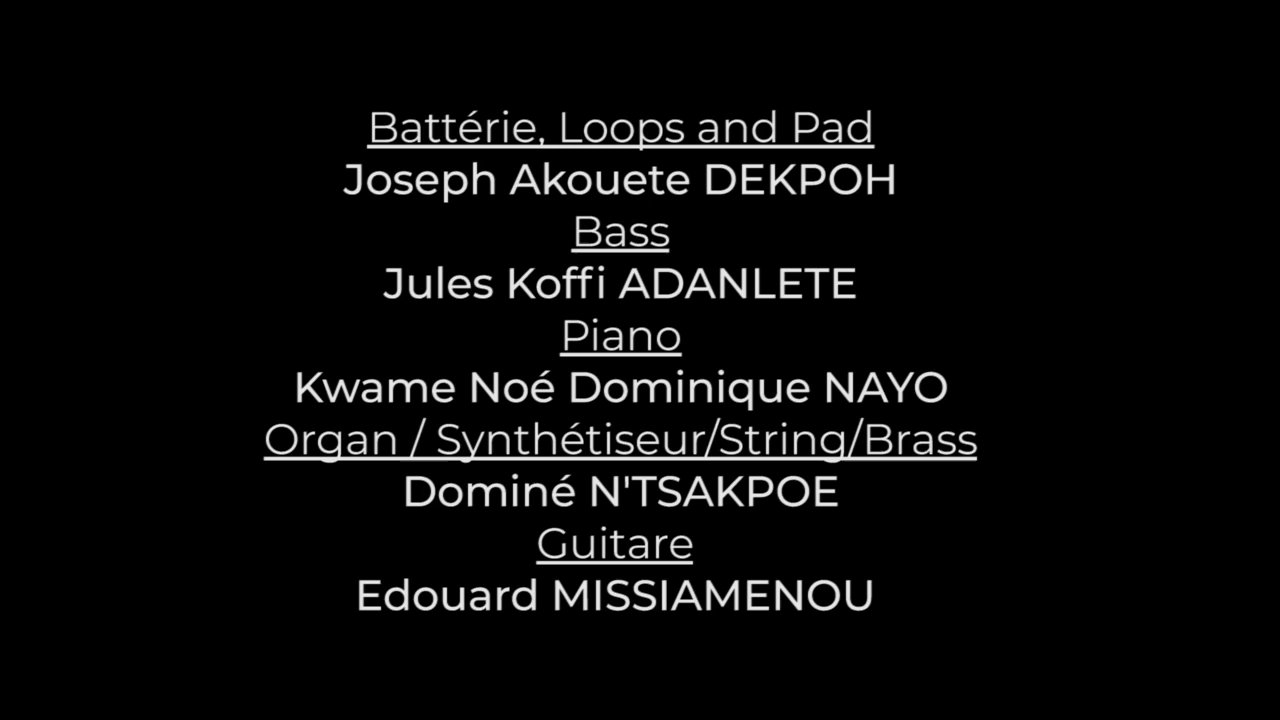 Battérie, Loops and Pad
Joseph Akouete DEKPOH
Bass
Jules Koffi ADANLETE
Piano
Kwame Noé Dominique NAYO
Organ / Synthétiseur/String/Brass
Dominé N'TSAKPOE
Guitare
Edouard MISSIAMENOU